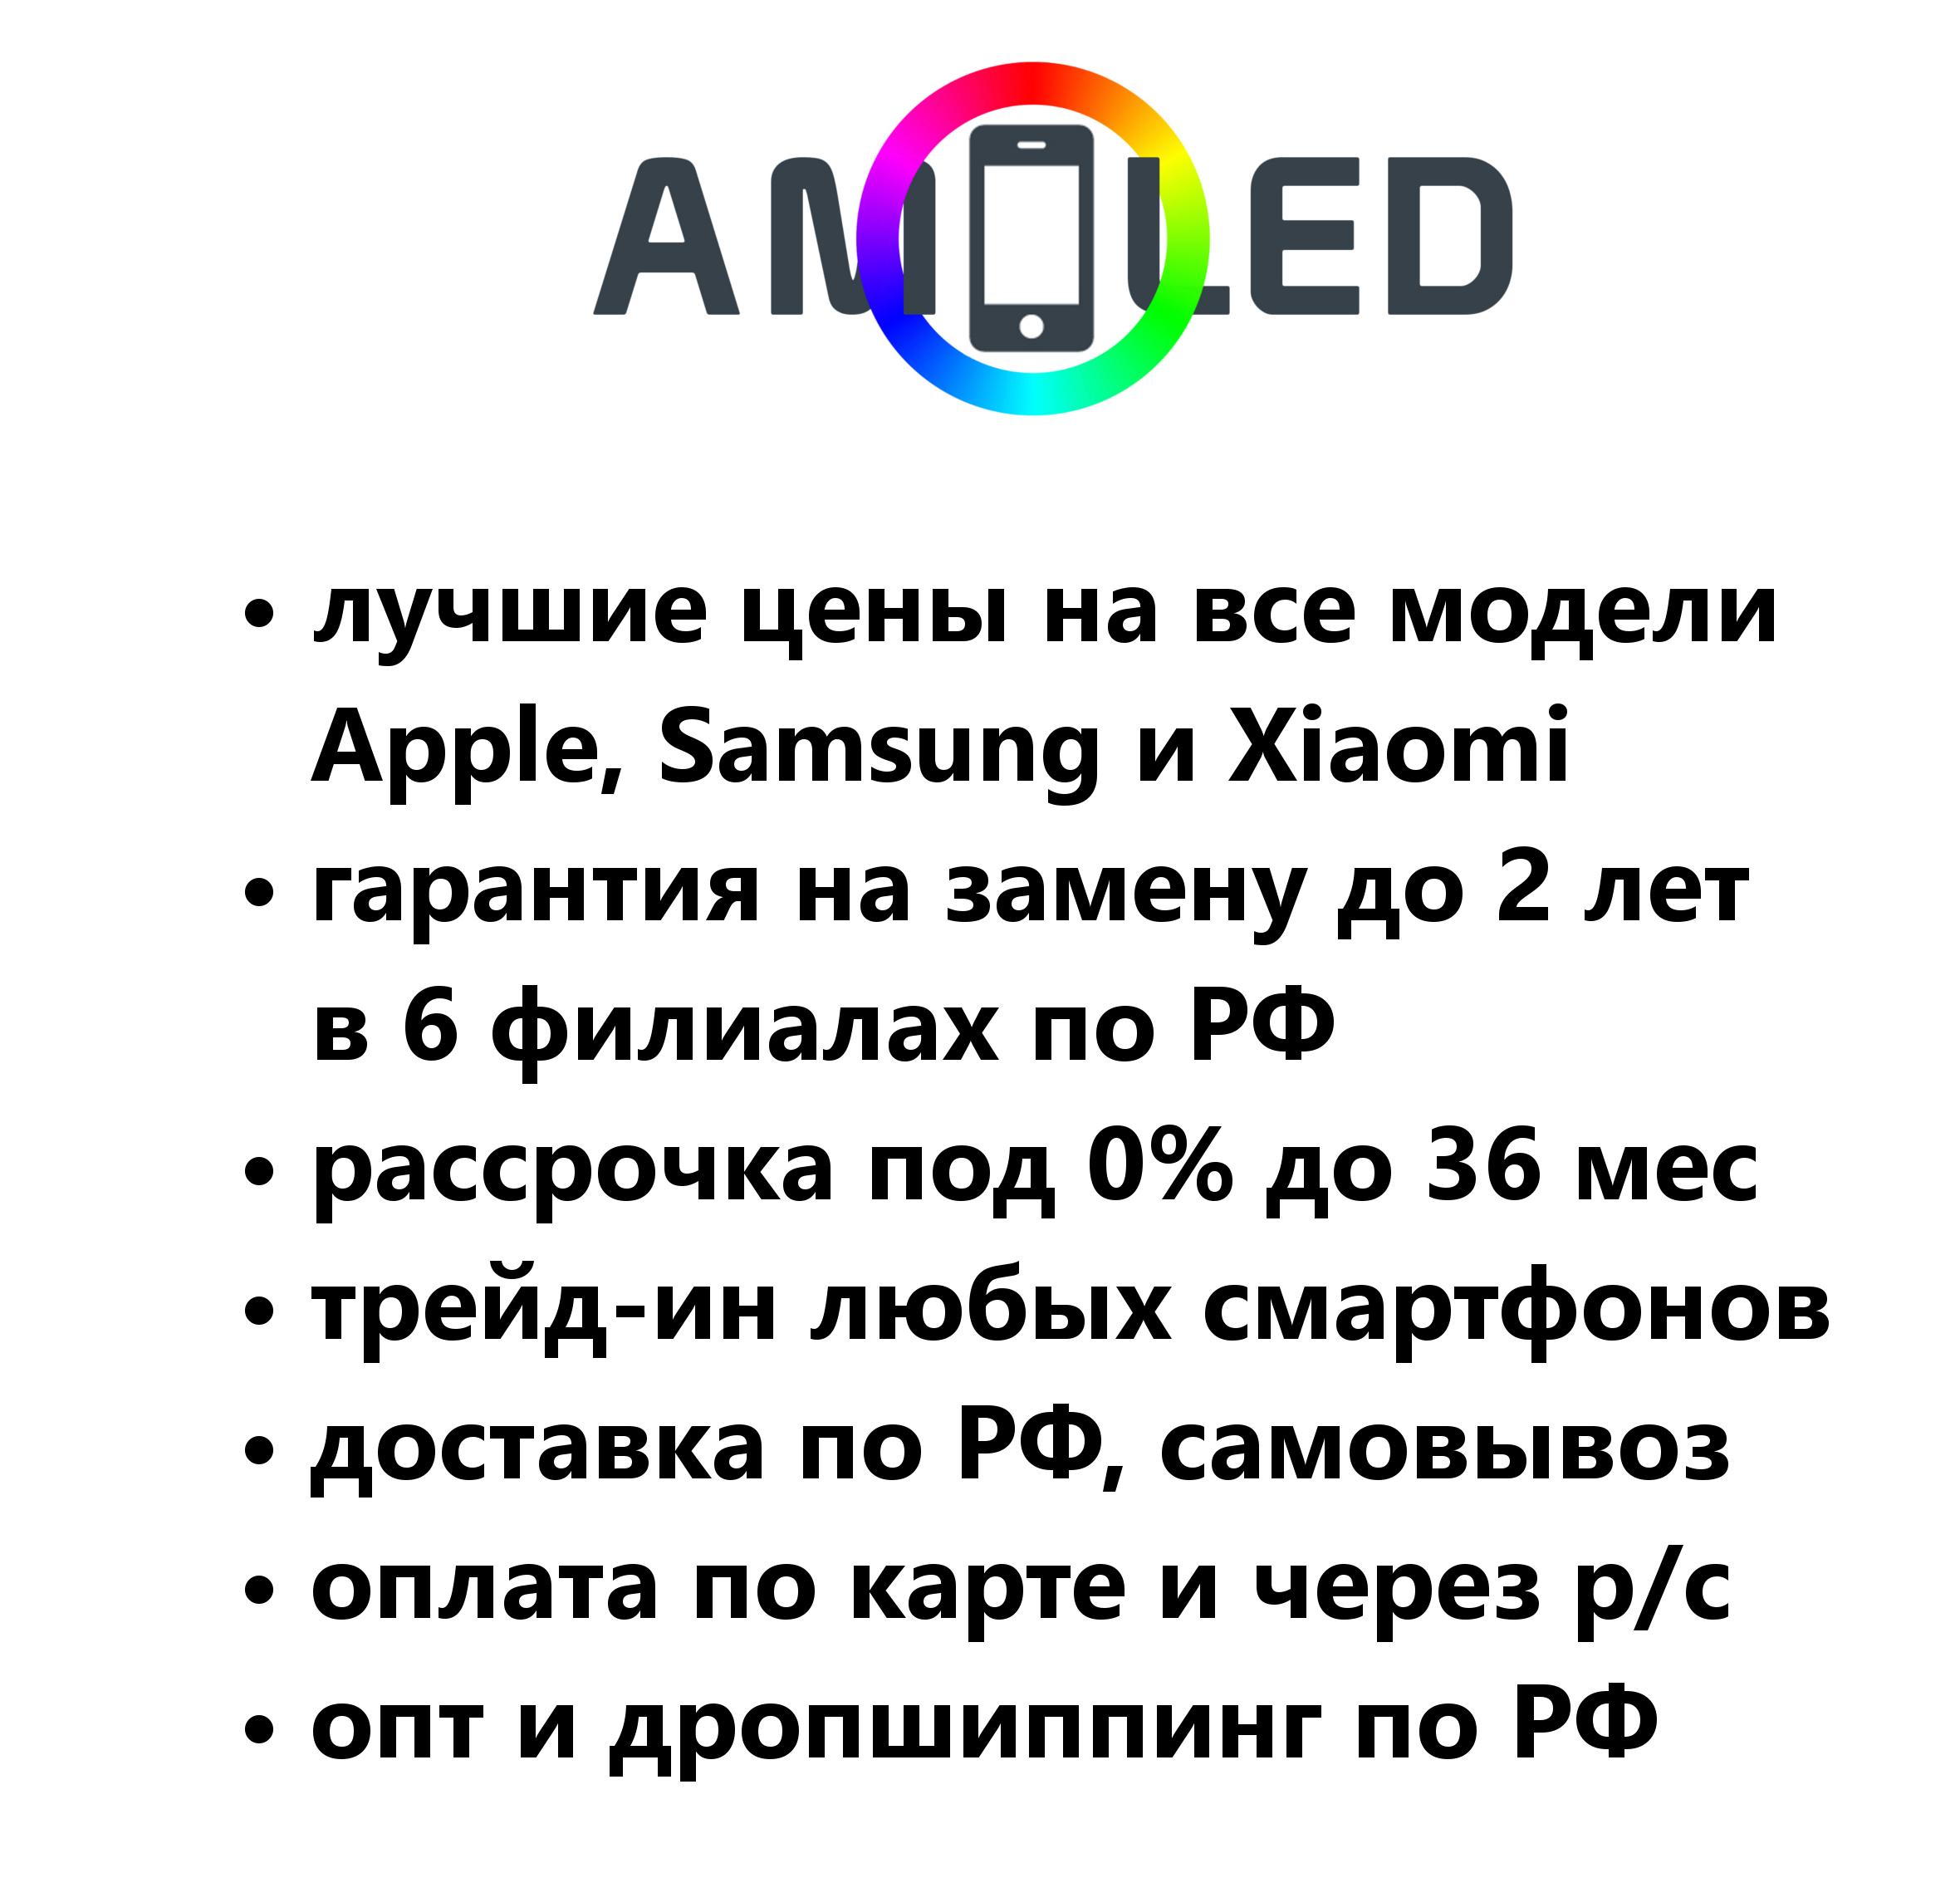 AMOLED
• лучшие цены на все модели
Apple, Samsung и Xiaomi
• гарантия на замену до 2 лет
в 6 филиалах по РФ
• рассрочка под 0% до 36 мес
• трейд-ин любых смартфонов
• доставка по РФ, самовывоз
• оплата по карте и через р/с
• опт и дропшиппинг по РФ